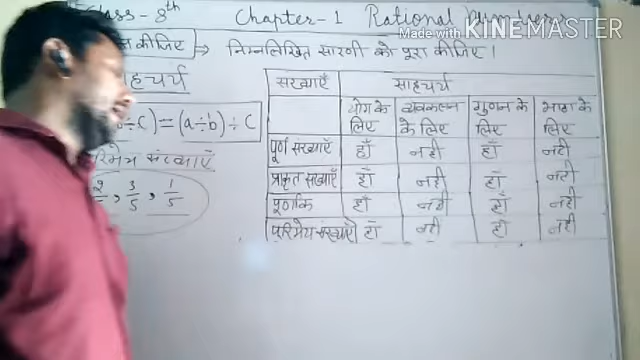 Class - 8th Chapter - 1 Rational Numbers
Made with KINEMASTER
कीजिए → निम्नलिखित सारणी को पूरा कीजिए।
साहचर्य
÷c) = (a÷b) ÷ c
संख्याएँ
3/5, 1/5
संख्याएँ साहचर्य
योग के लिए व्यवकलन के लिए गुणन के लिए भाग के लिए
पूर्ण संख्याएँ हाँ नहीं हाँ नहीं
प्राकृत संख्याएँ हाँ नहीं हाँ नहीं
पूर्णांक हाँ नहीं हाँ नहीं
परिमेय संख्याएँ हाँ नहीं हाँ नहीं